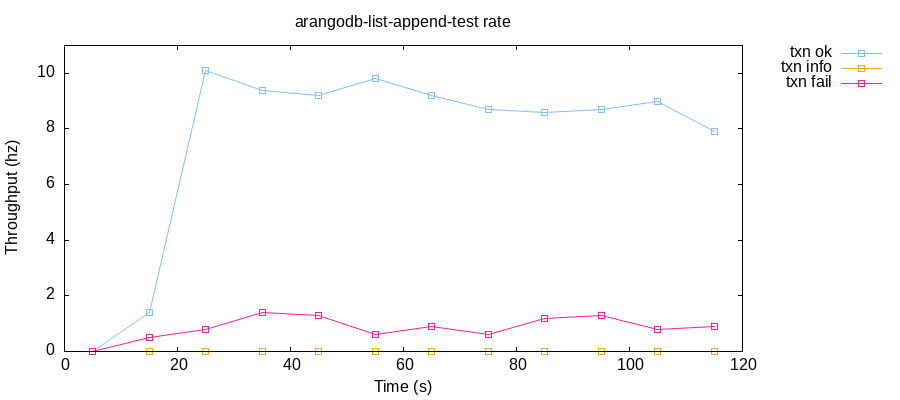 arangodb-list-append-test rate
txn ok
txn info
txn fail
Throughput (hz)
10
8
6
4
2
0
0 20 40 60 80 100 120
Time (s)